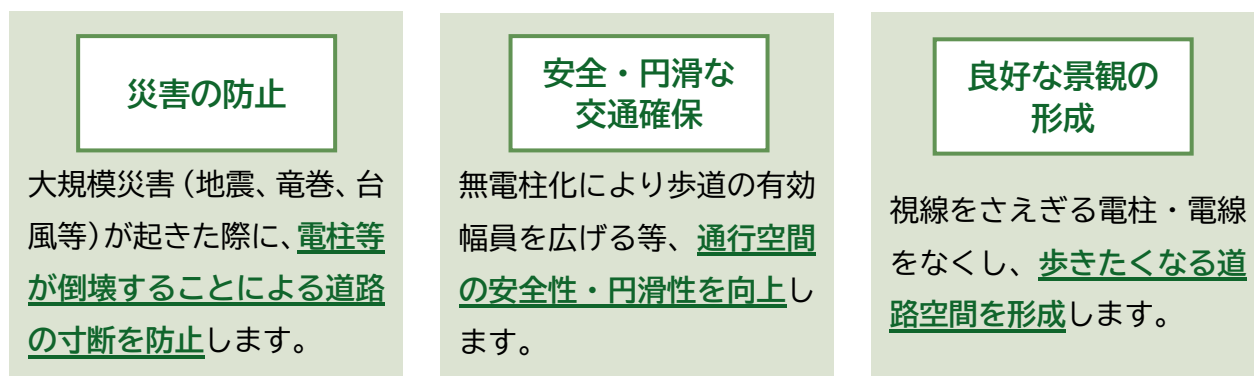 災害の防止
大規模災害(地震、竜巻、台
風等)が起きた際に、電柱等
が倒壊することによる道路
の寸断を防止します。
安全・円滑な
交通確保
無電柱化により歩道の有効
幅員を広げる等、通行空間
の安全性・円滑性を向上し
ます。
良好な景観の
形成
視線をさえぎる電柱・電線
をなくし、歩きたくなる道
路空間を形成します。